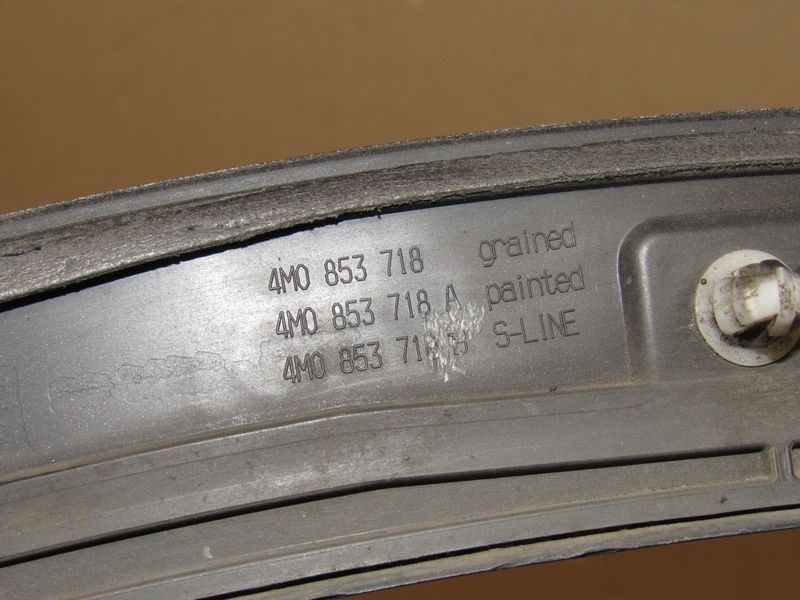 4M0 853 718 grained
4M0 853 718 A painted
4M0 853 718 B S-LINE